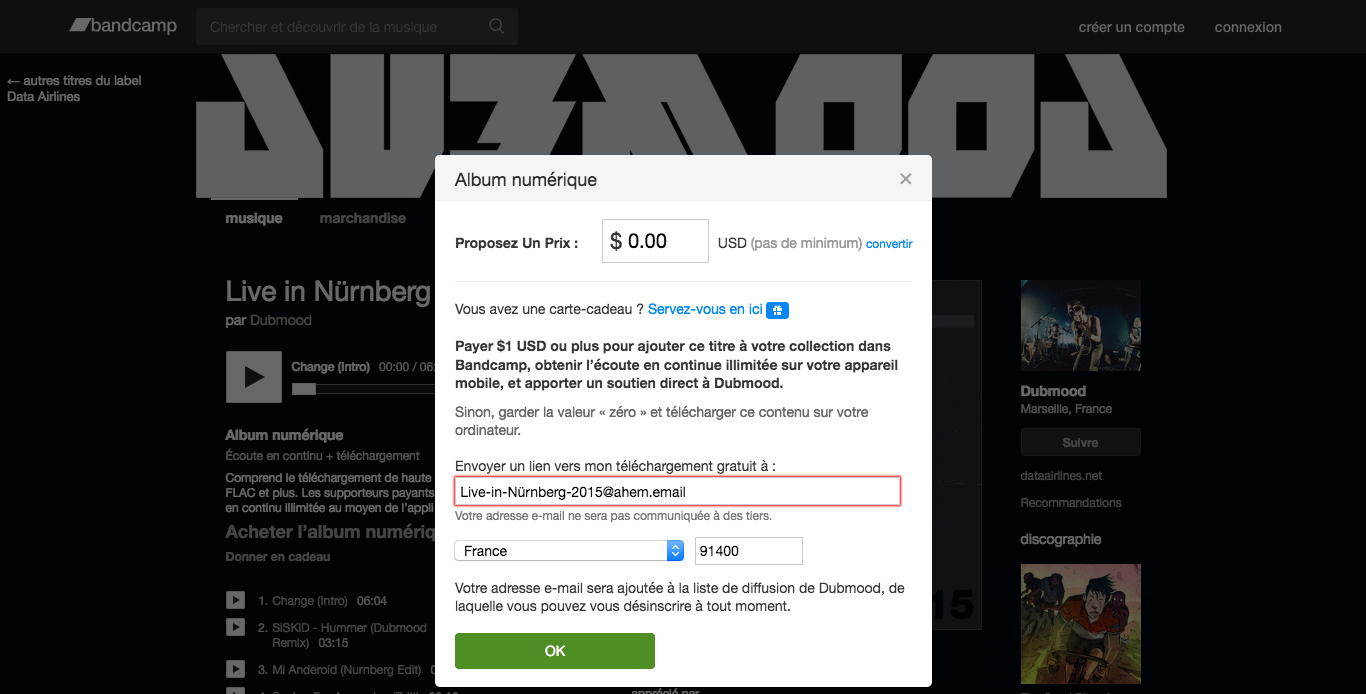 bandcamp
Chercher et découvrir de la musique
créer un compte
connexion
← autres titres du label
Data Airlines
musique
marchandise
Live in Nürnberg
par Dubmood
Change (Intro) 00:00 / 06:
Album numérique
Écoute en continu + téléchargement
Comprend le téléchargement de haute
FLAC et plus. Les supporteurs payants
en continu illimitée au moyen de l'appli
Acheter l'album numériq
Donner en cadeau
1. Change (Intro) 06:04
2. SiSKiD - Hummer (Dubmood
Remix) 03:15
3. Mi Anderoid (Nurnberg Edit)
Album numérique
×
Proposez Un Prix :
$ 0.00
USD (pas de minimum) convertir
Vous avez une carte-cadeau ? Servez-vous en ici
Payer $1 USD ou plus pour ajouter ce titre à votre collection dans
Bandcamp, obtenir l’écoute en continue illimitée sur votre appareil
mobile, et apporter un soutien direct à Dubmood.
Sinon, garder la valeur « zéro » et télécharger ce contenu sur votre
ordinateur.
Envoyer un lien vers mon téléchargement gratuit à :
Live-in-Nürnberg-2015@ahem.email
Votre adresse e-mail ne sera pas communiquée à des tiers.
France
91400
Votre adresse e-mail sera ajoutée à la liste de diffusion de Dubmood, de
laquelle vous pouvez vous désinscrire à tout moment.
OK
15
apprécié par
Dubmood
Marseille, France
Suivre
dataairlines.net
Recommandations
discographie